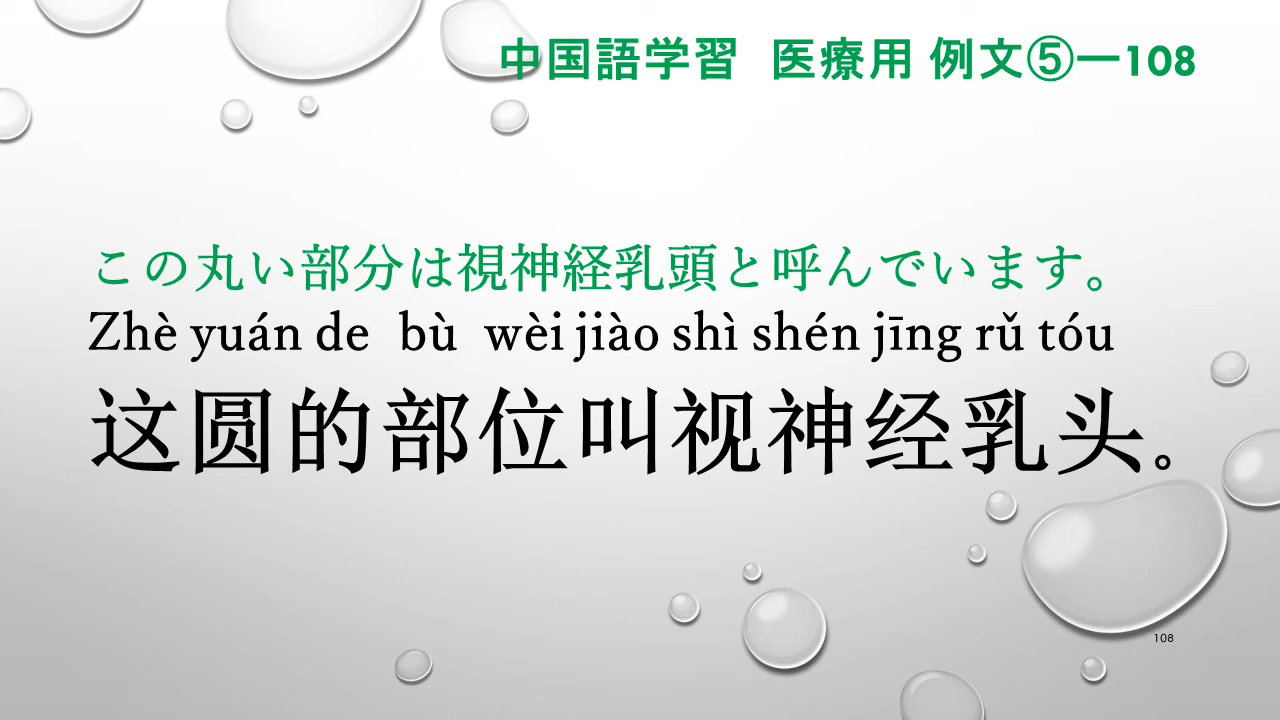 中国語学習 医療用 例文⑤ー108
この丸い部分は視神経乳頭と呼んでいます。
Zhè yuán de bù wèi jiào shì shén jīng rǔ tóu
这圆的部位叫视神经乳头。
108